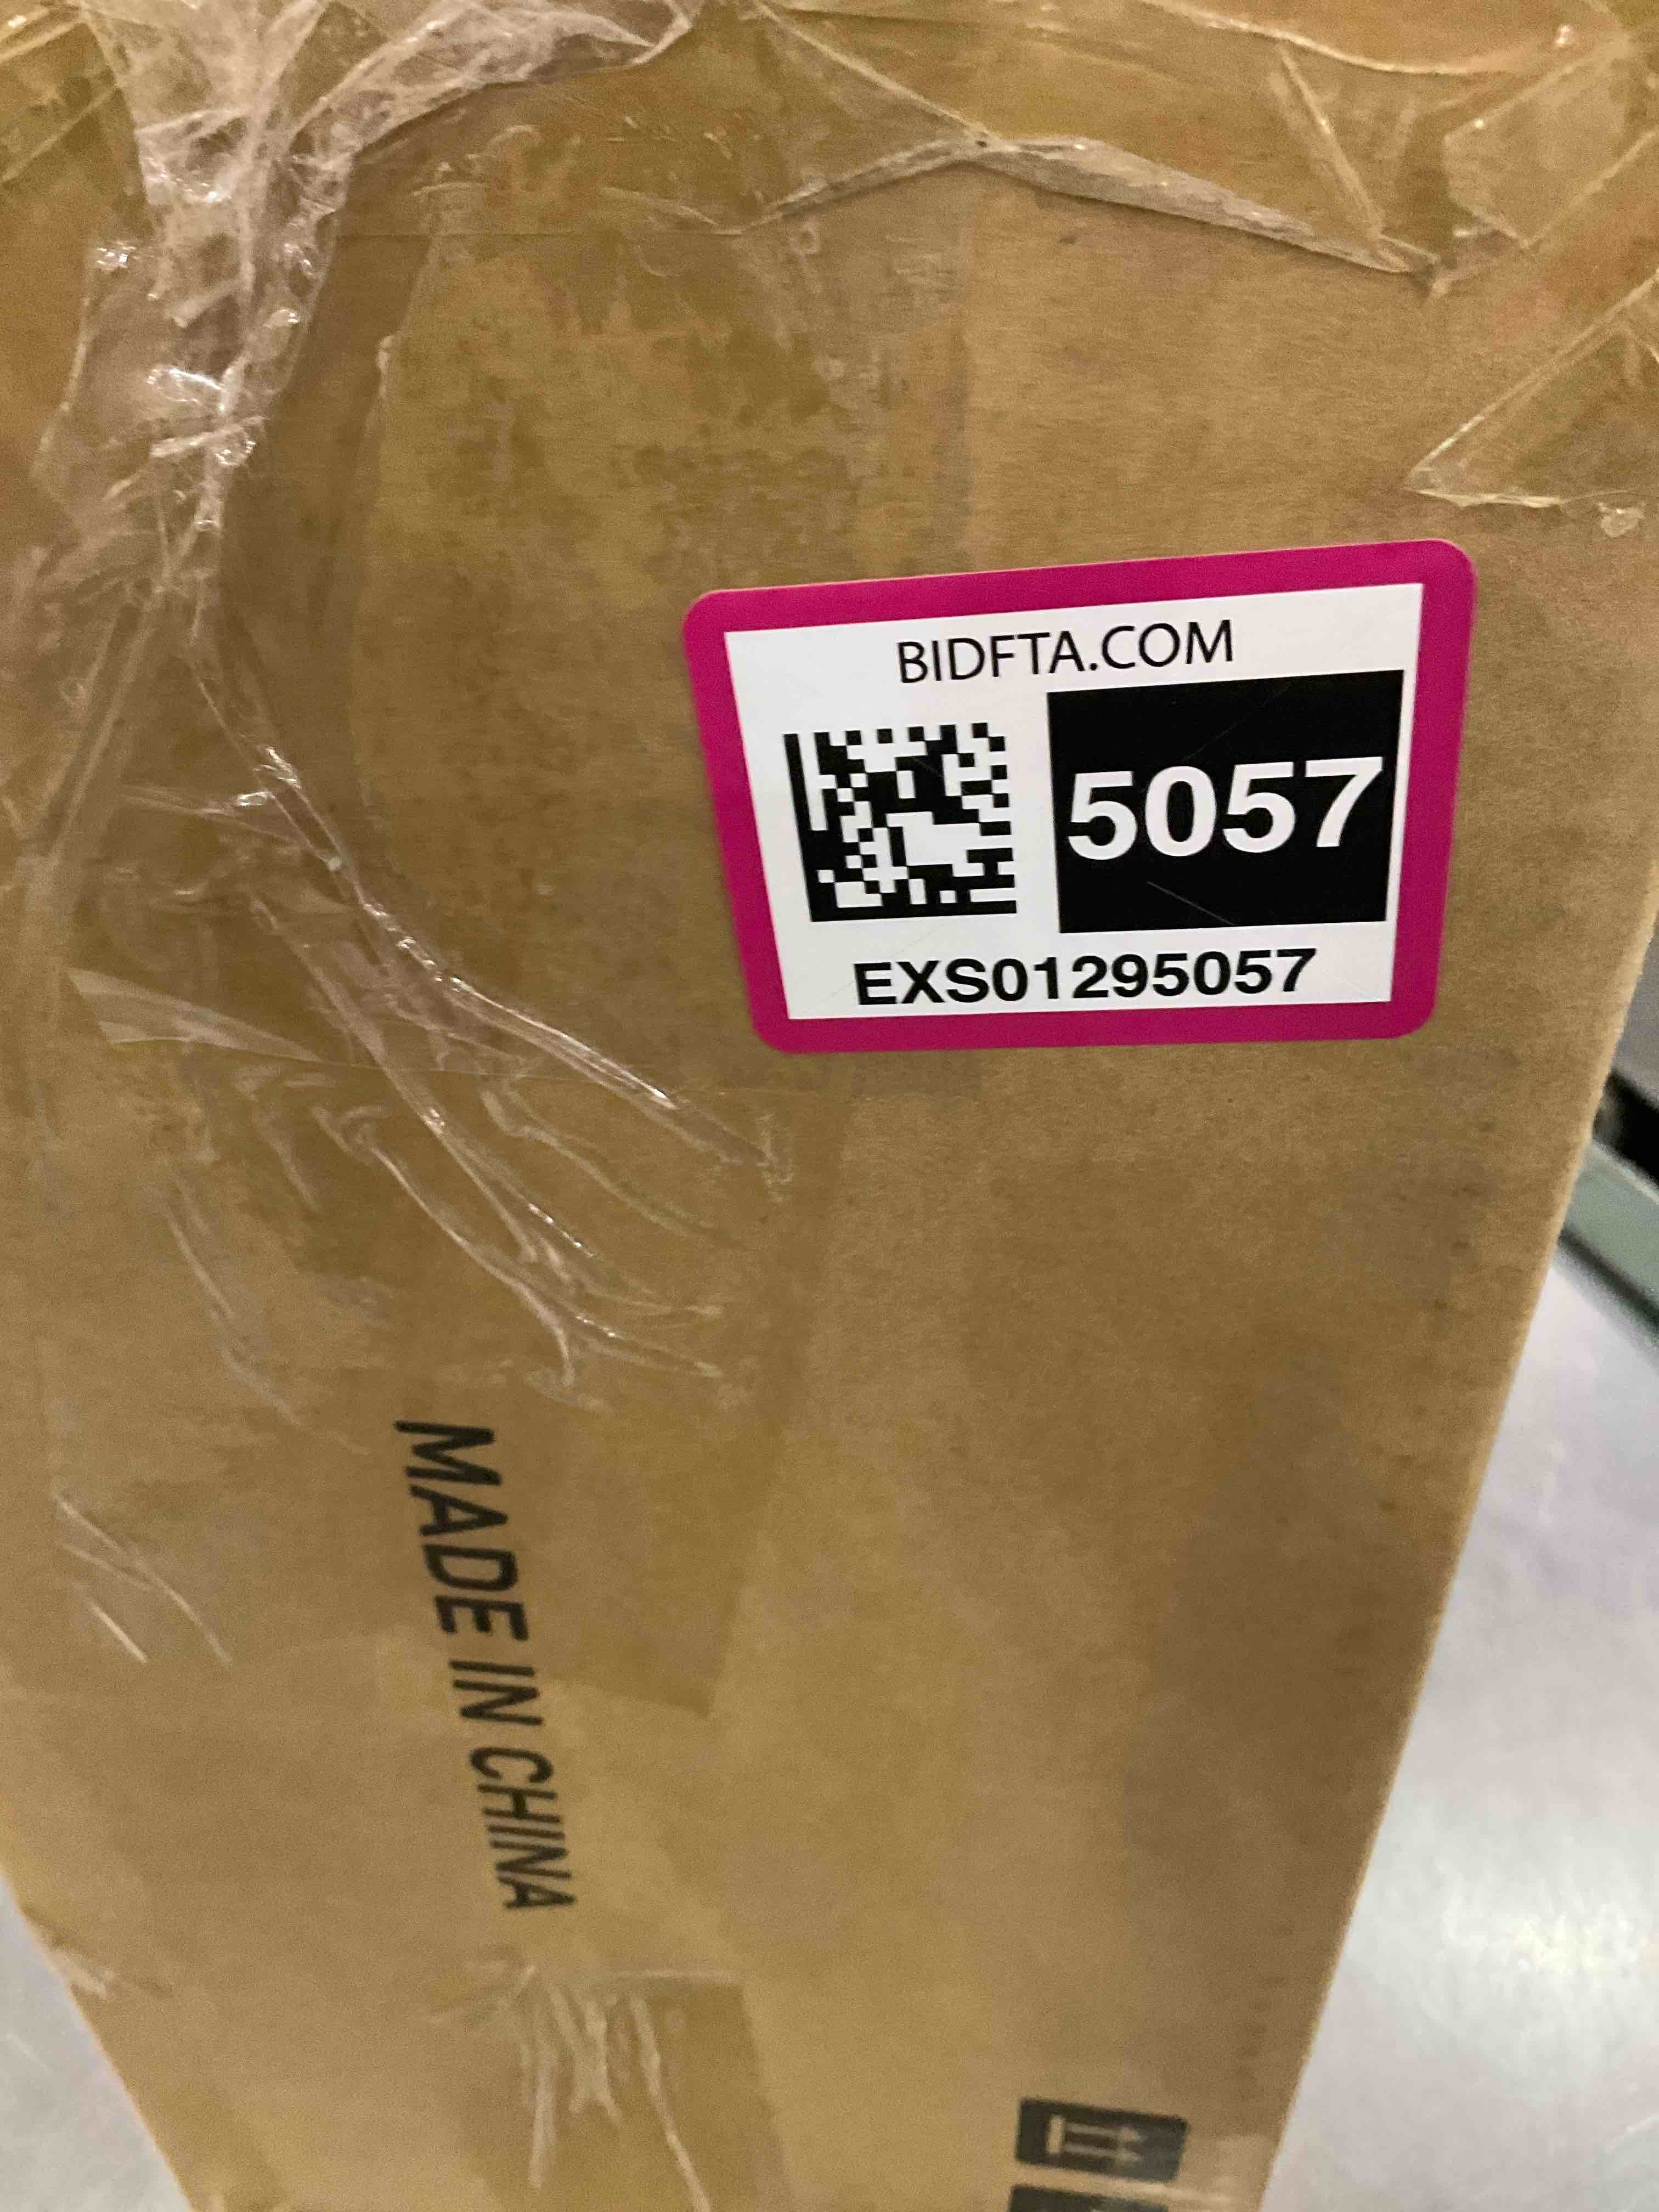 BIDFTA.COM
5057
EXS01295057
MADE IN CHINA